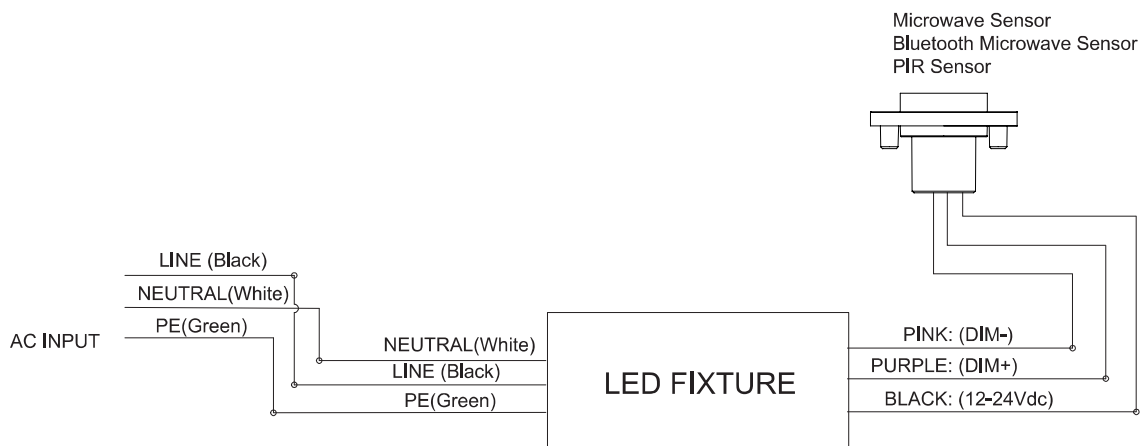 Microwave Sensor
Bluetooth Microwave Sensor
PIR Sensor
LINE (Black)
NEUTRAL(White)
PE(Green)
AC INPUT
NEUTRAL(White)
LINE (Black)
PE(Green)
LED FIXTURE
PINK: (DIM-)
PURPLE: (DIM+)
BLACK: (12-24Vdc)